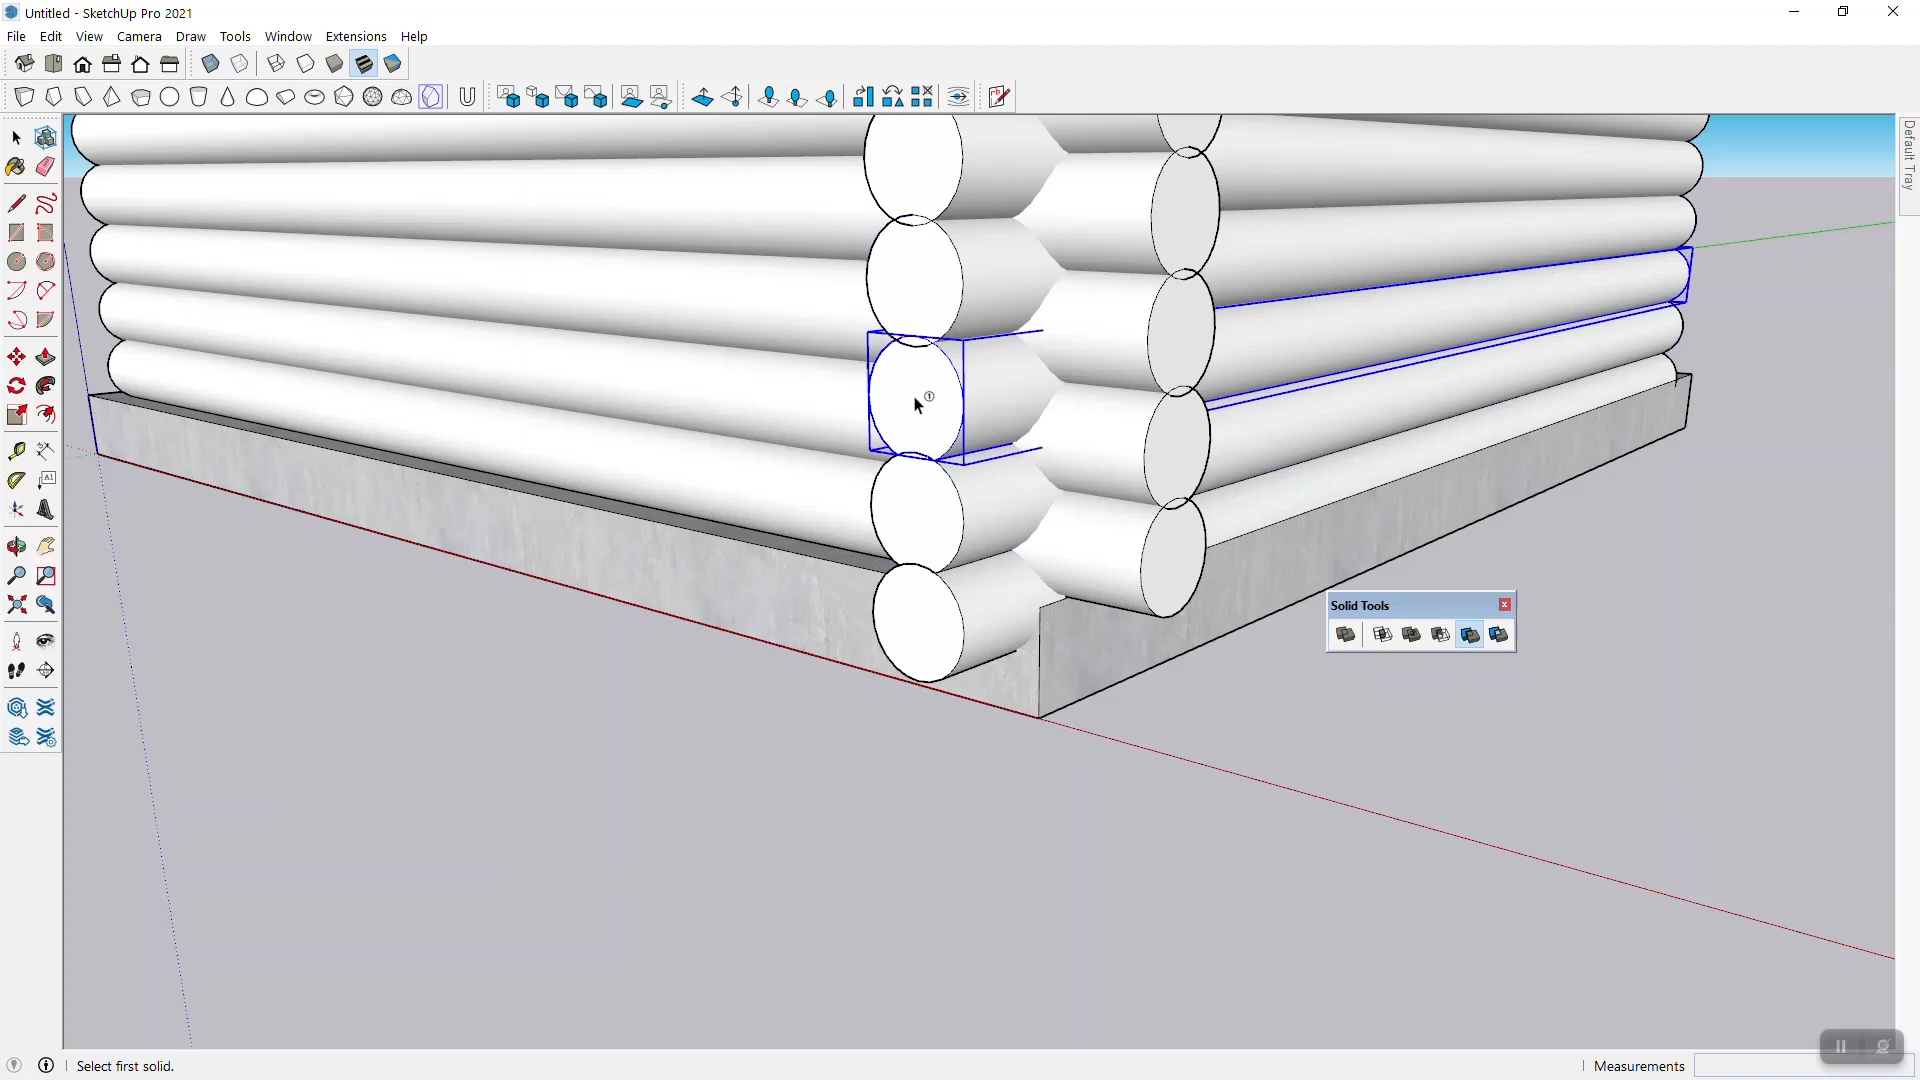 Untitled - SketchUp Pro 2021
File Edit View Camera Draw Tools Window Extensions Help
Default Tray
Solid Tools
Select first solid.
Measurements